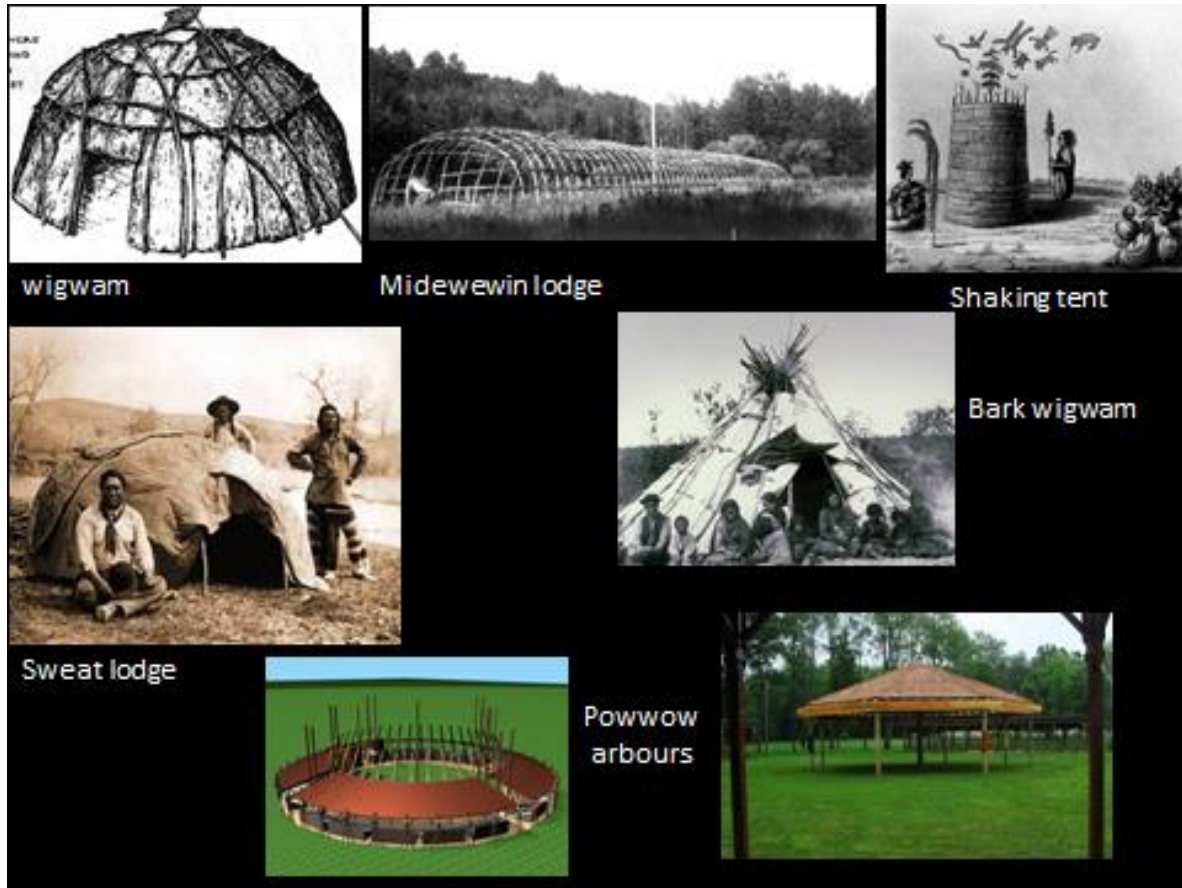 wigwam
Midewewin lodge
Shaking tent
Bark wigwam
Sweat lodge
Powwow
arbours